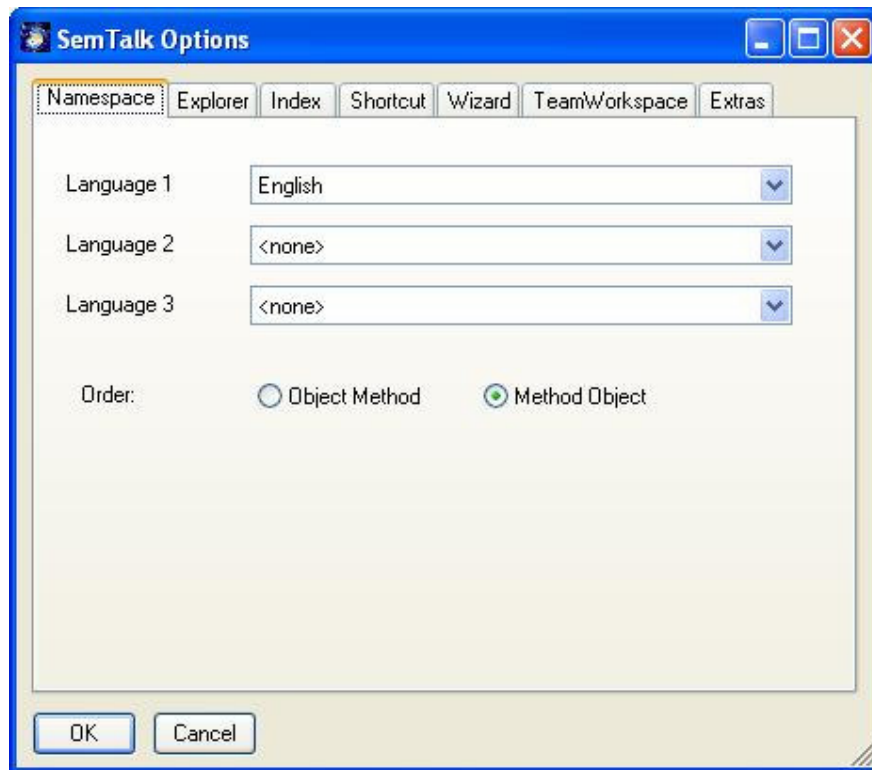 SemTalk Options
Namespace Explorer Index Shortcut Wizard TeamWorkspace Extras
Language 1 English
Language 2 <none>
Language 3 <none>
Order: Object Method Method Object
OK Cancel